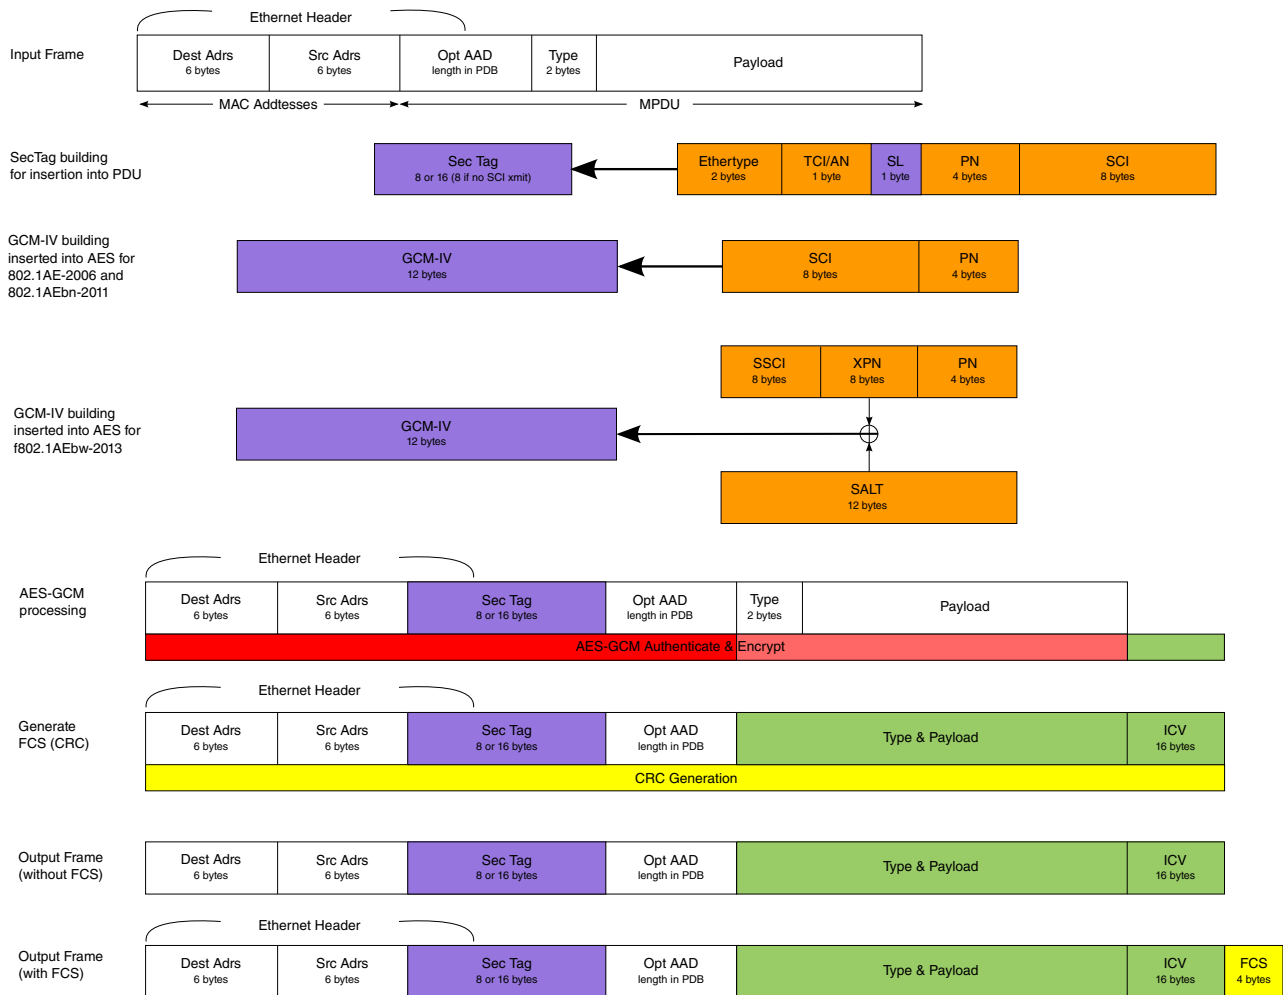 Ethernet Header
Input Frame
Dest Adrs
6 bytes
Src Adrs
6 bytes
Opt AAD
length in PDB
Type
2 bytes
Payload
MAC Addtesses
MPDU
SecTag building
for insertion into PDU
Sec Tag
8 or 16 (8 if no SCI xmit)
Ethertype
2 bytes
TCI/AN
1 byte
SL
1 byte
PN
4 bytes
SCI
8 bytes
GCM-IV building
inserted into AES for
802.1AE-2006 and
802.1AEbn-2011
GCM-IV
12 bytes
SCI
8 bytes
PN
4 bytes
SSCI
8 bytes
XPN
8 bytes
PN
4 bytes
GCM-IV building
inserted into AES for
f802.1AEbw-2013
GCM-IV
12 bytes
SALT
12 bytes
Ethernet Header
AES-GCM
processing
Dest Adrs
6 bytes
Src Adrs
6 bytes
Sec Tag
8 or 16 bytes
Opt AAD
length in PDB
Type
2 bytes
Payload
AES-GCM Authenticate & Encrypt
Ethernet Header
Generate
FCS (CRC)
Dest Adrs
6 bytes
Src Adrs
6 bytes
Sec Tag
8 or 16 bytes
Opt AAD
length in PDB
Type & Payload
ICV
16 bytes
CRC Generation
Output Frame
(without FCS)
Dest Adrs
6 bytes
Src Adrs
6 bytes
Sec Tag
8 or 16 bytes
Opt AAD
length in PDB
Type & Payload
ICV
16 bytes
Ethernet Header
Output Frame
(with FCS)
Dest Adrs
6 bytes
Src Adrs
6 bytes
Sec Tag
8 or 16 bytes
Opt AAD
length in PDB
Type & Payload
ICV
16 bytes
FCS
4 bytes